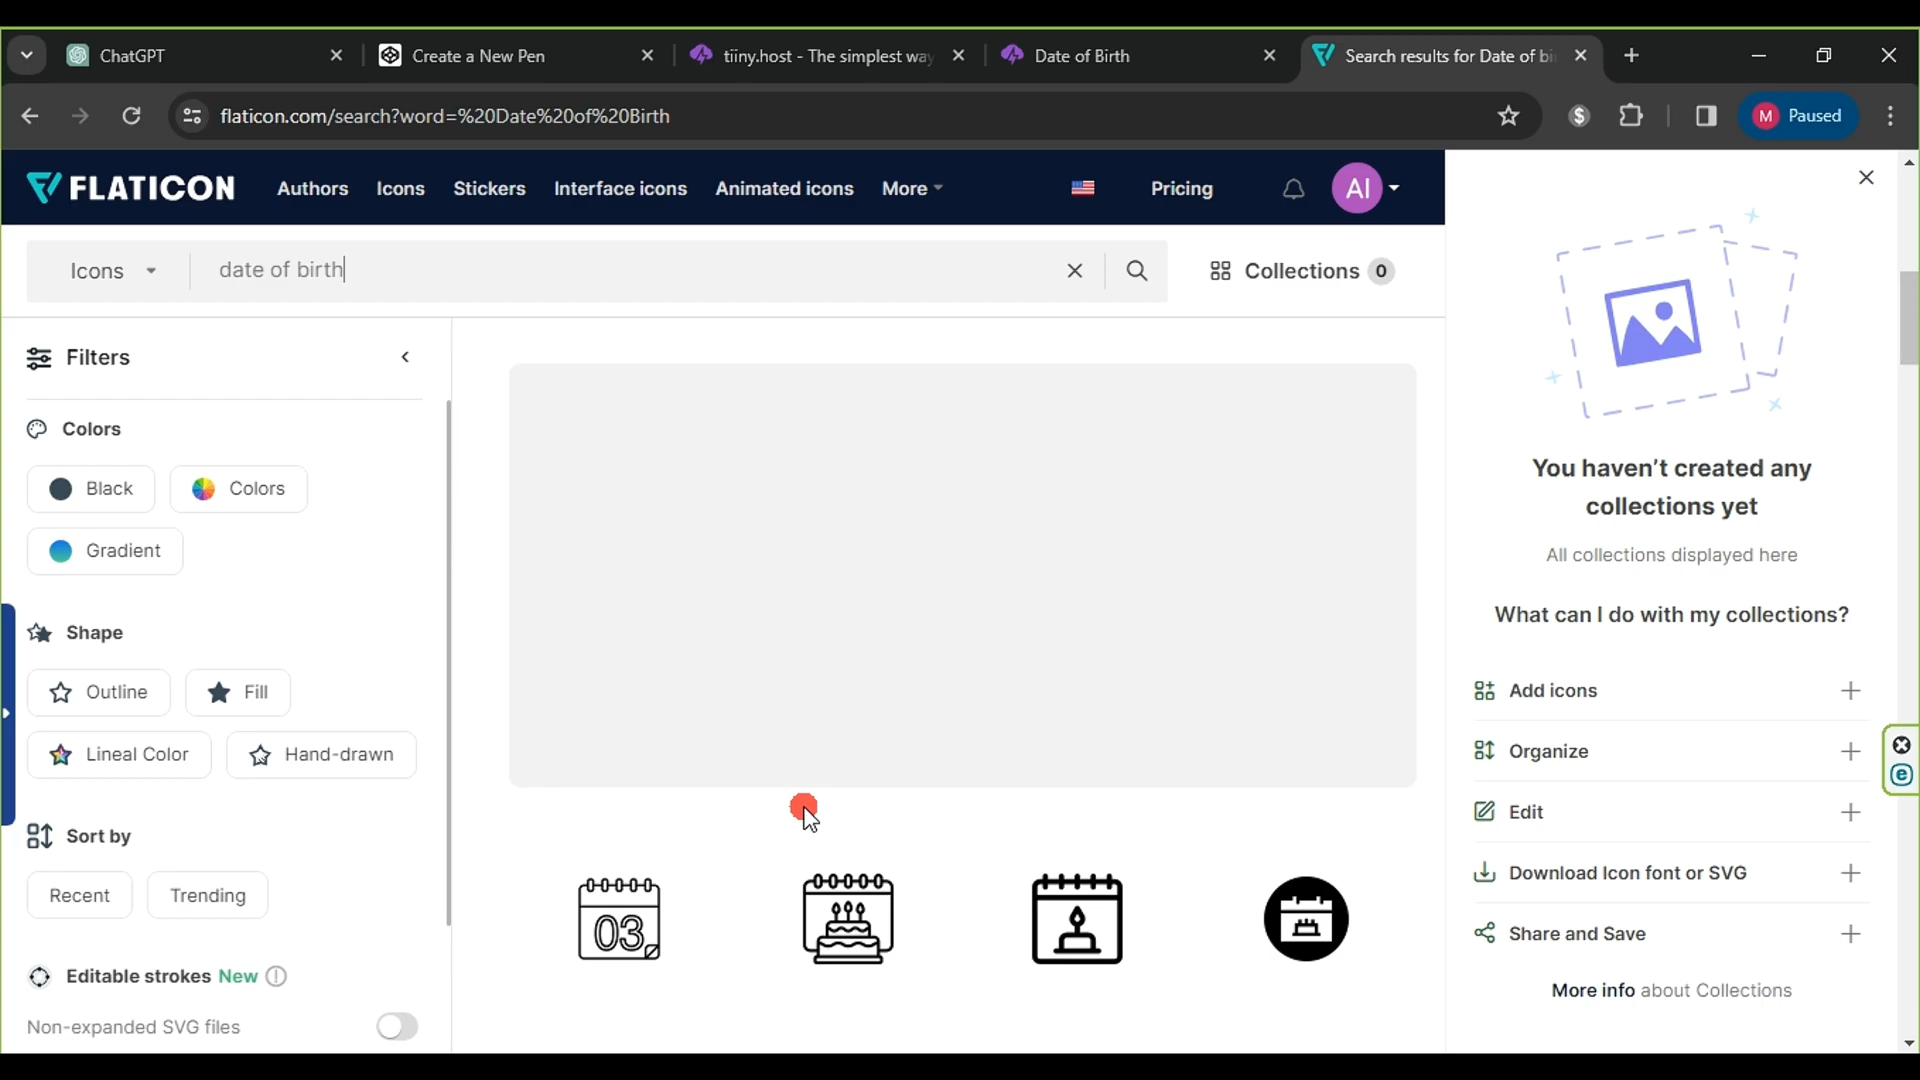 ChatGPT
Create a New Pen
tiiny.host - The simplest way
Date of Birth
Search results for Date of bi
flaticon.com/search?word=%20Date%20of%20Birth
$
M Paused
FLATICON
Authors
Icons
Stickers
Interface icons
Animated icons
More
Pricing
AI
Icons
date of birth
Collections 0
Filters
Colors
Black
Colors
Gradient
Shape
Outline
Fill
Lineal Color
Hand-drawn
Sort by
Recent
Trending
Editable strokes New
Non-expanded SVG files
03
You haven't created any
collections yet
All collections displayed here
What can I do with my collections?
Add icons
Organize
Edit
Download Icon font or SVG
Share and Save
More info about Collections